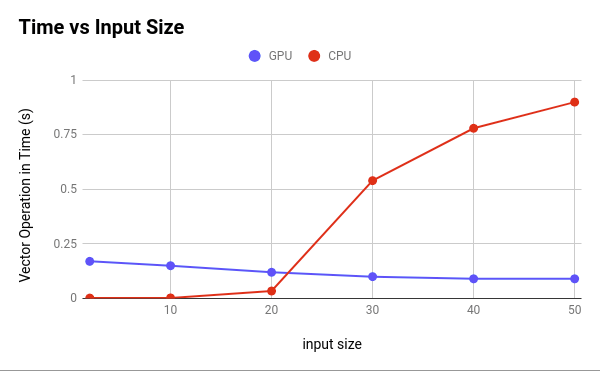 Time vs Input Size
GPU CPU
Vector Operation in Time (s)
1
0.75
0.5
0.25
0
10 20 30 40 50
input size